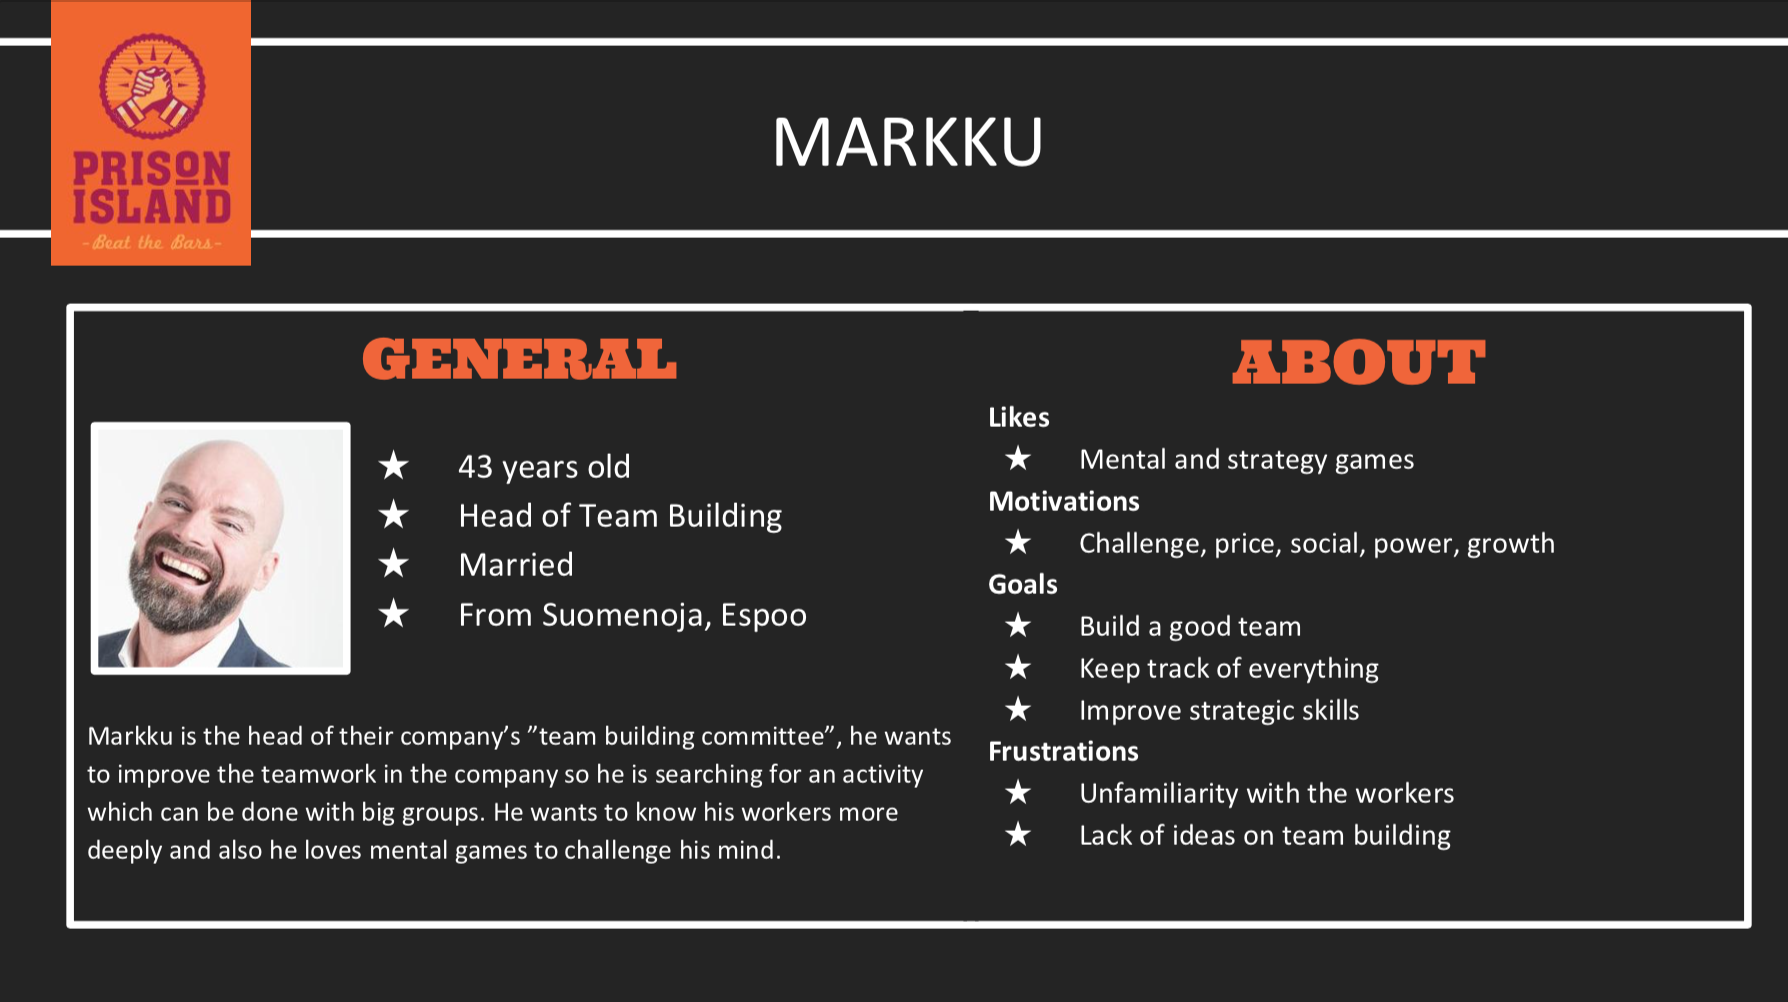 PRISON
ISLAND
-Beat the Bars-
MARKKU
GENERAL
★ 43 years old
★ Head of Team Building
★ Married
★ From Suomenoja, Espoo
Markku is the head of their company’s ”team building committee”, he wants
to improve the teamwork in the company so he is searching for an activity
which can be done with big groups. He wants to know his workers more
deeply and also he loves mental games to challenge his mind.
ABOUT
Likes
★ Mental and strategy games
Motivations
★ Challenge, price, social, power, growth
Goals
★ Build a good team
★ Keep track of everything
★ Improve strategic skills
Frustrations
★ Unfamiliarity with the workers
★ Lack of ideas on team building